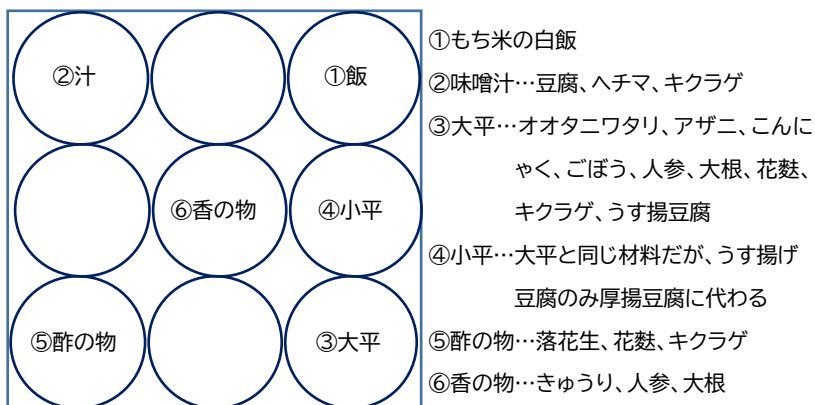 ②汁
①飯
⑥香の物
④小平
⑤酢の物
③大平
①もち米の白飯
②味噌汁…豆腐、ヘチマ、キクラゲ
③大平…オオタニワタリ、アザニ、こんに
ゃく、ごぼう、人参、大根、花麩、
キクラゲ、うす揚豆腐
④小平…大平と同じ材料だが、うす揚げ
豆腐のみ厚揚豆腐に代わる
⑤酢の物…落花生、花麩、キクラゲ
⑥香の物…きゅうり、人参、大根